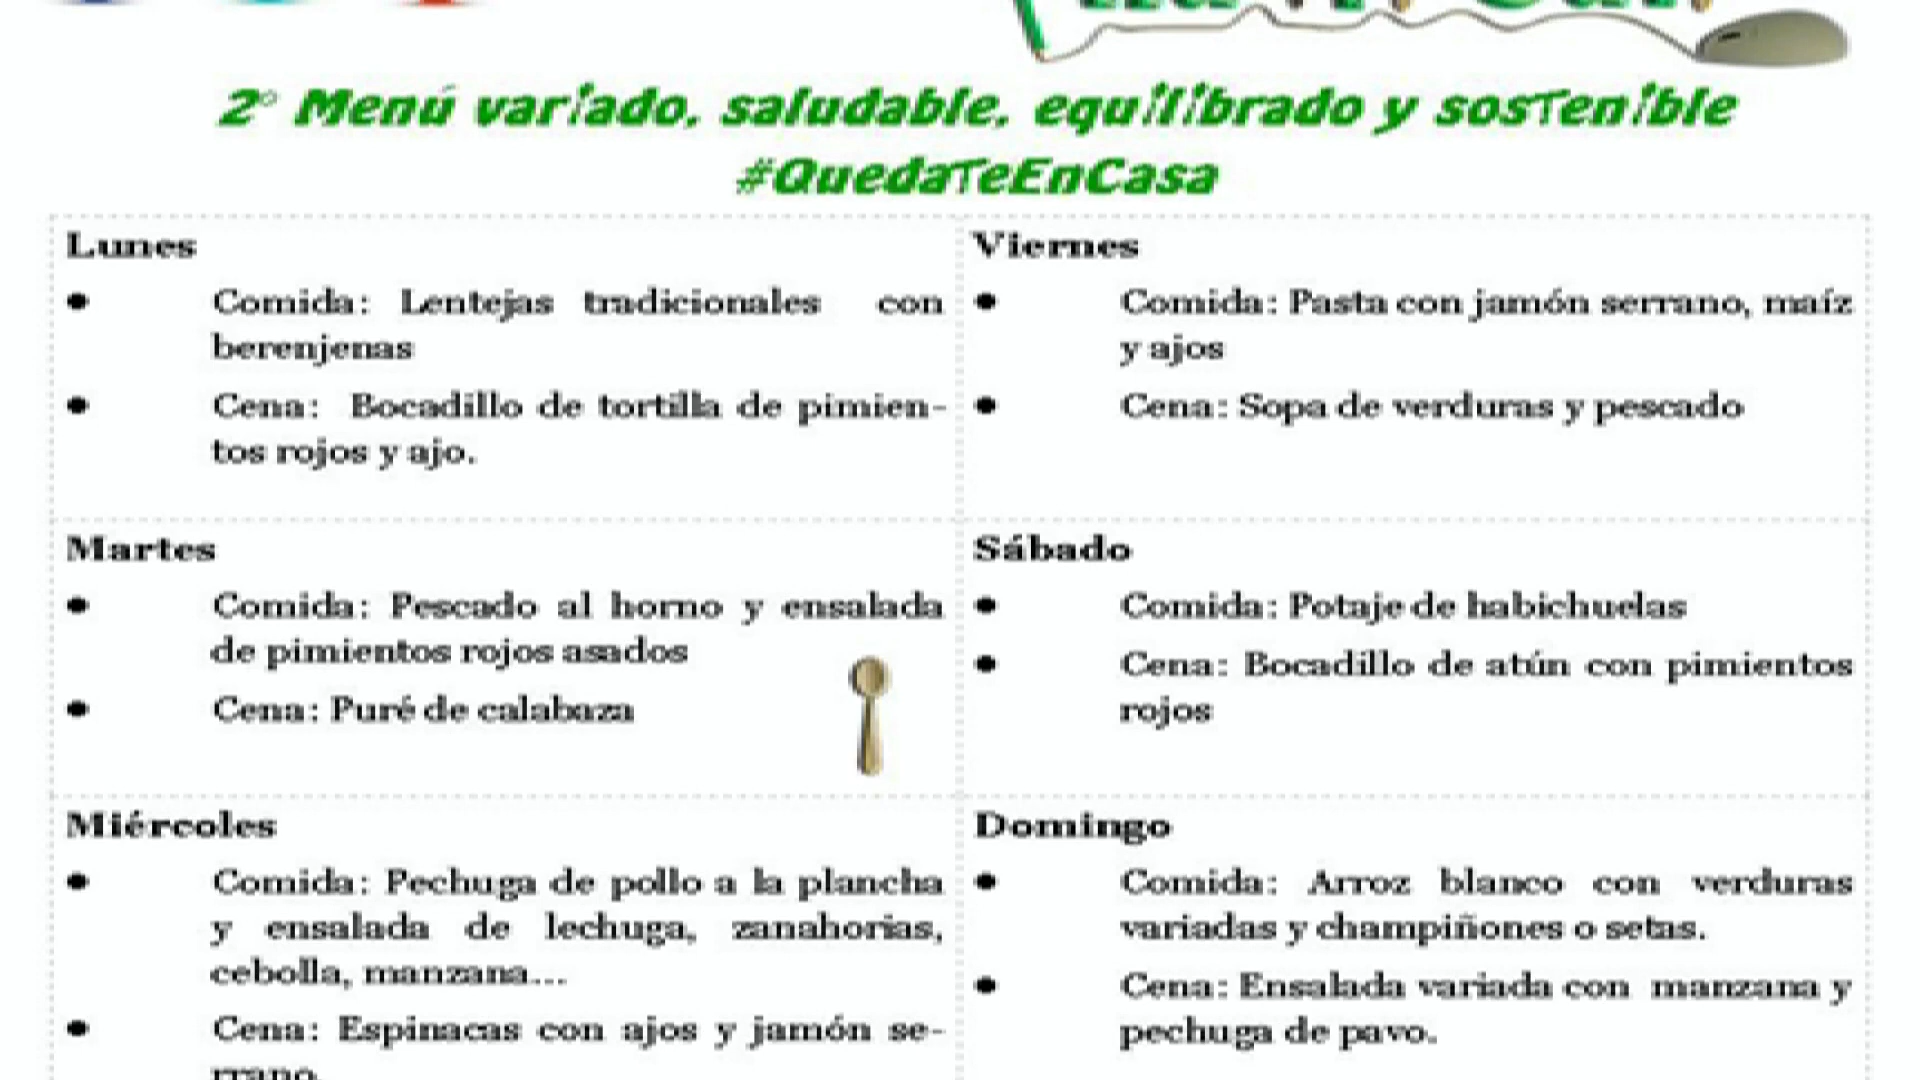 2º Menú variado, saludable, equilibrado y sostenible
#QuedaTeEnCasa
Lunes
Comida: Lentejas tradicionales con
berenjenas
Cena: Bocadillo de tortilla de pimien-
tos rojos y ajo.
Martes
Comida: Pescado al horno y ensalada
de pimientos rojos asados
Cena: Puré de calabaza
Miércoles
Comida: Pechuga de pollo a la plancha
y ensalada de lechuga, zanahorias,
cebolla, manzana...
Cena: Espinacas con ajos y jamón se-
rrano.
Viernes
Comida: Pasta con jamón serrano, maíz
y ajos
Cena: Sopa de verduras y pescado
Sábado
Comida: Potaje de habichuelas
Cena: Bocadillo de atún con pimientos
rojos
Domingo
Comida: Arroz blanco con verduras
variadas y champiñones o setas.
Cena: Ensalada variada con manzana y
pechuga de pavo.